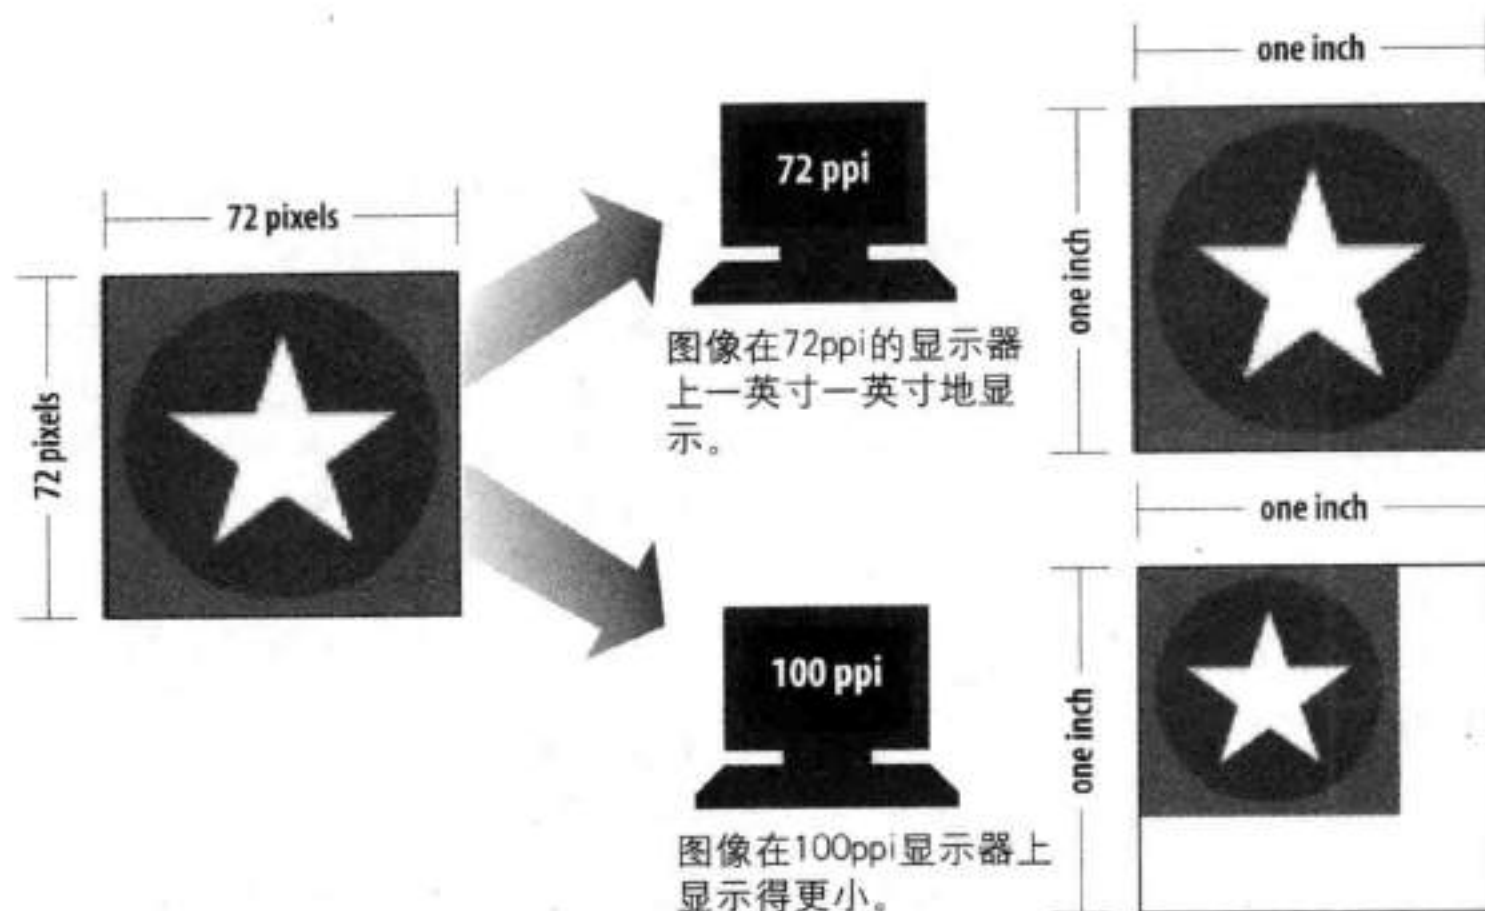 72 pixels
72 pixels
72 ppi
图像在72ppi的显示器
上一英寸一英寸地显
示。
one inch
one inch
100 ppi
图像在100ppi显示器上
显示得更小。
one inch
one inch